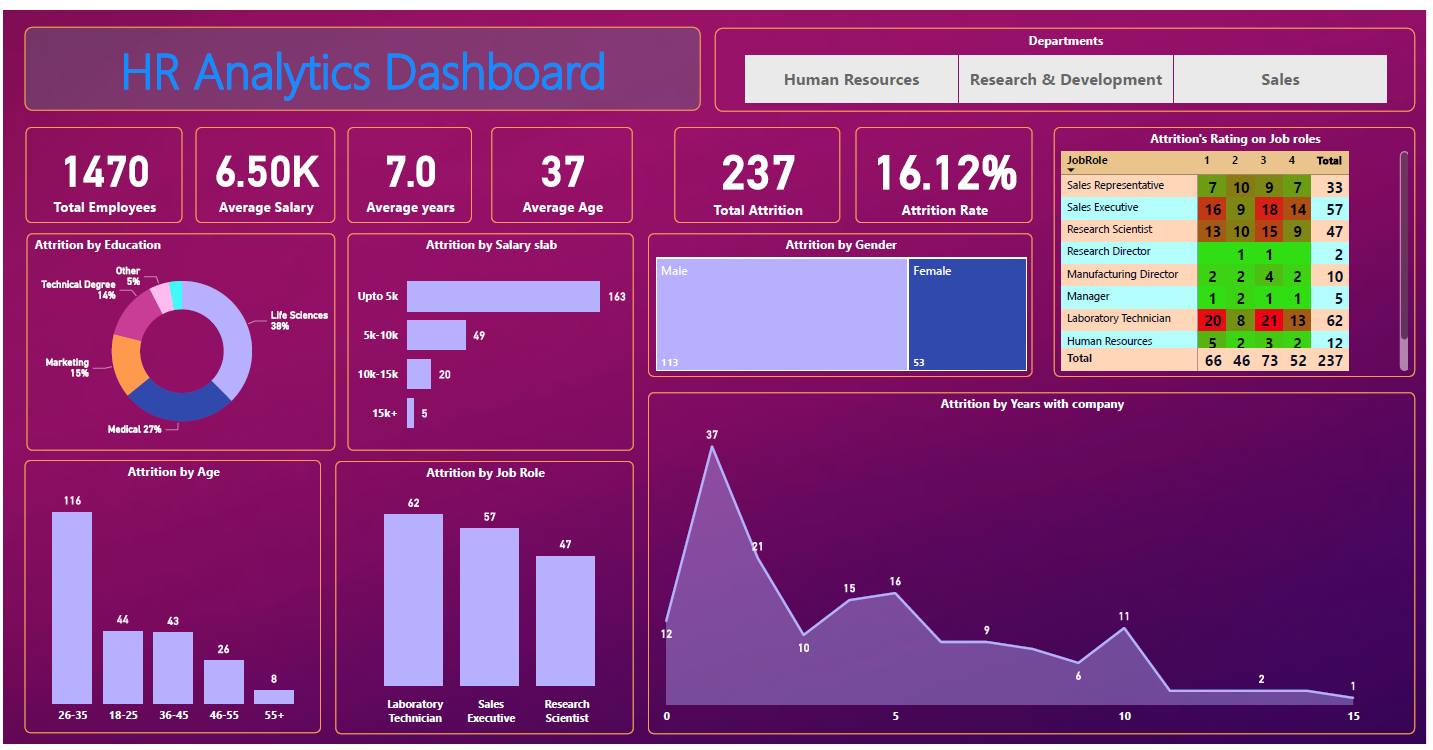 HR Analytics Dashboard
Departments
Human Resources
Research & Development
Sales
1470
Total Employees
6.50K
Average Salary
7.0
Average years
37
Average Age
237
Total Attrition
16.12%
Attrition Rate
Attrition's Rating on Job roles
JobRole 1 2 3 4 Total
Sales Representative 7 10 9 7 33
Sales Executive 16 9 18 14 57
Research Scientist 13 10 15 9 47
Research Director 1 1 2
Manufacturing Director 2 2 4 2 10
Manager 1 2 1 1 5
Laboratory Technician 20 8 21 13 62
Human Resources 5 2 3 2 12
Total 66 46 73 52 237
Attrition by Education
Other
5%
Technical Degree
14%
Life Sciences
38%
Marketing
15%
Medical 27%
Attrition by Salary slab
Upto 5k 163
5k-10k 49
10k-15k 20
15k+ 5
Attrition by Gender
Male
113
Female
53
Attrition by Age
116
44
43
26
8
26-35 18-25 36-45 46-55 55+
Attrition by Job Role
62
57
47
Laboratory
Technician
Sales
Executive
Research
Scientist
Attrition by Years with company
12
37
21
10
15
16
9
6
11
2
1
0 5 10 15